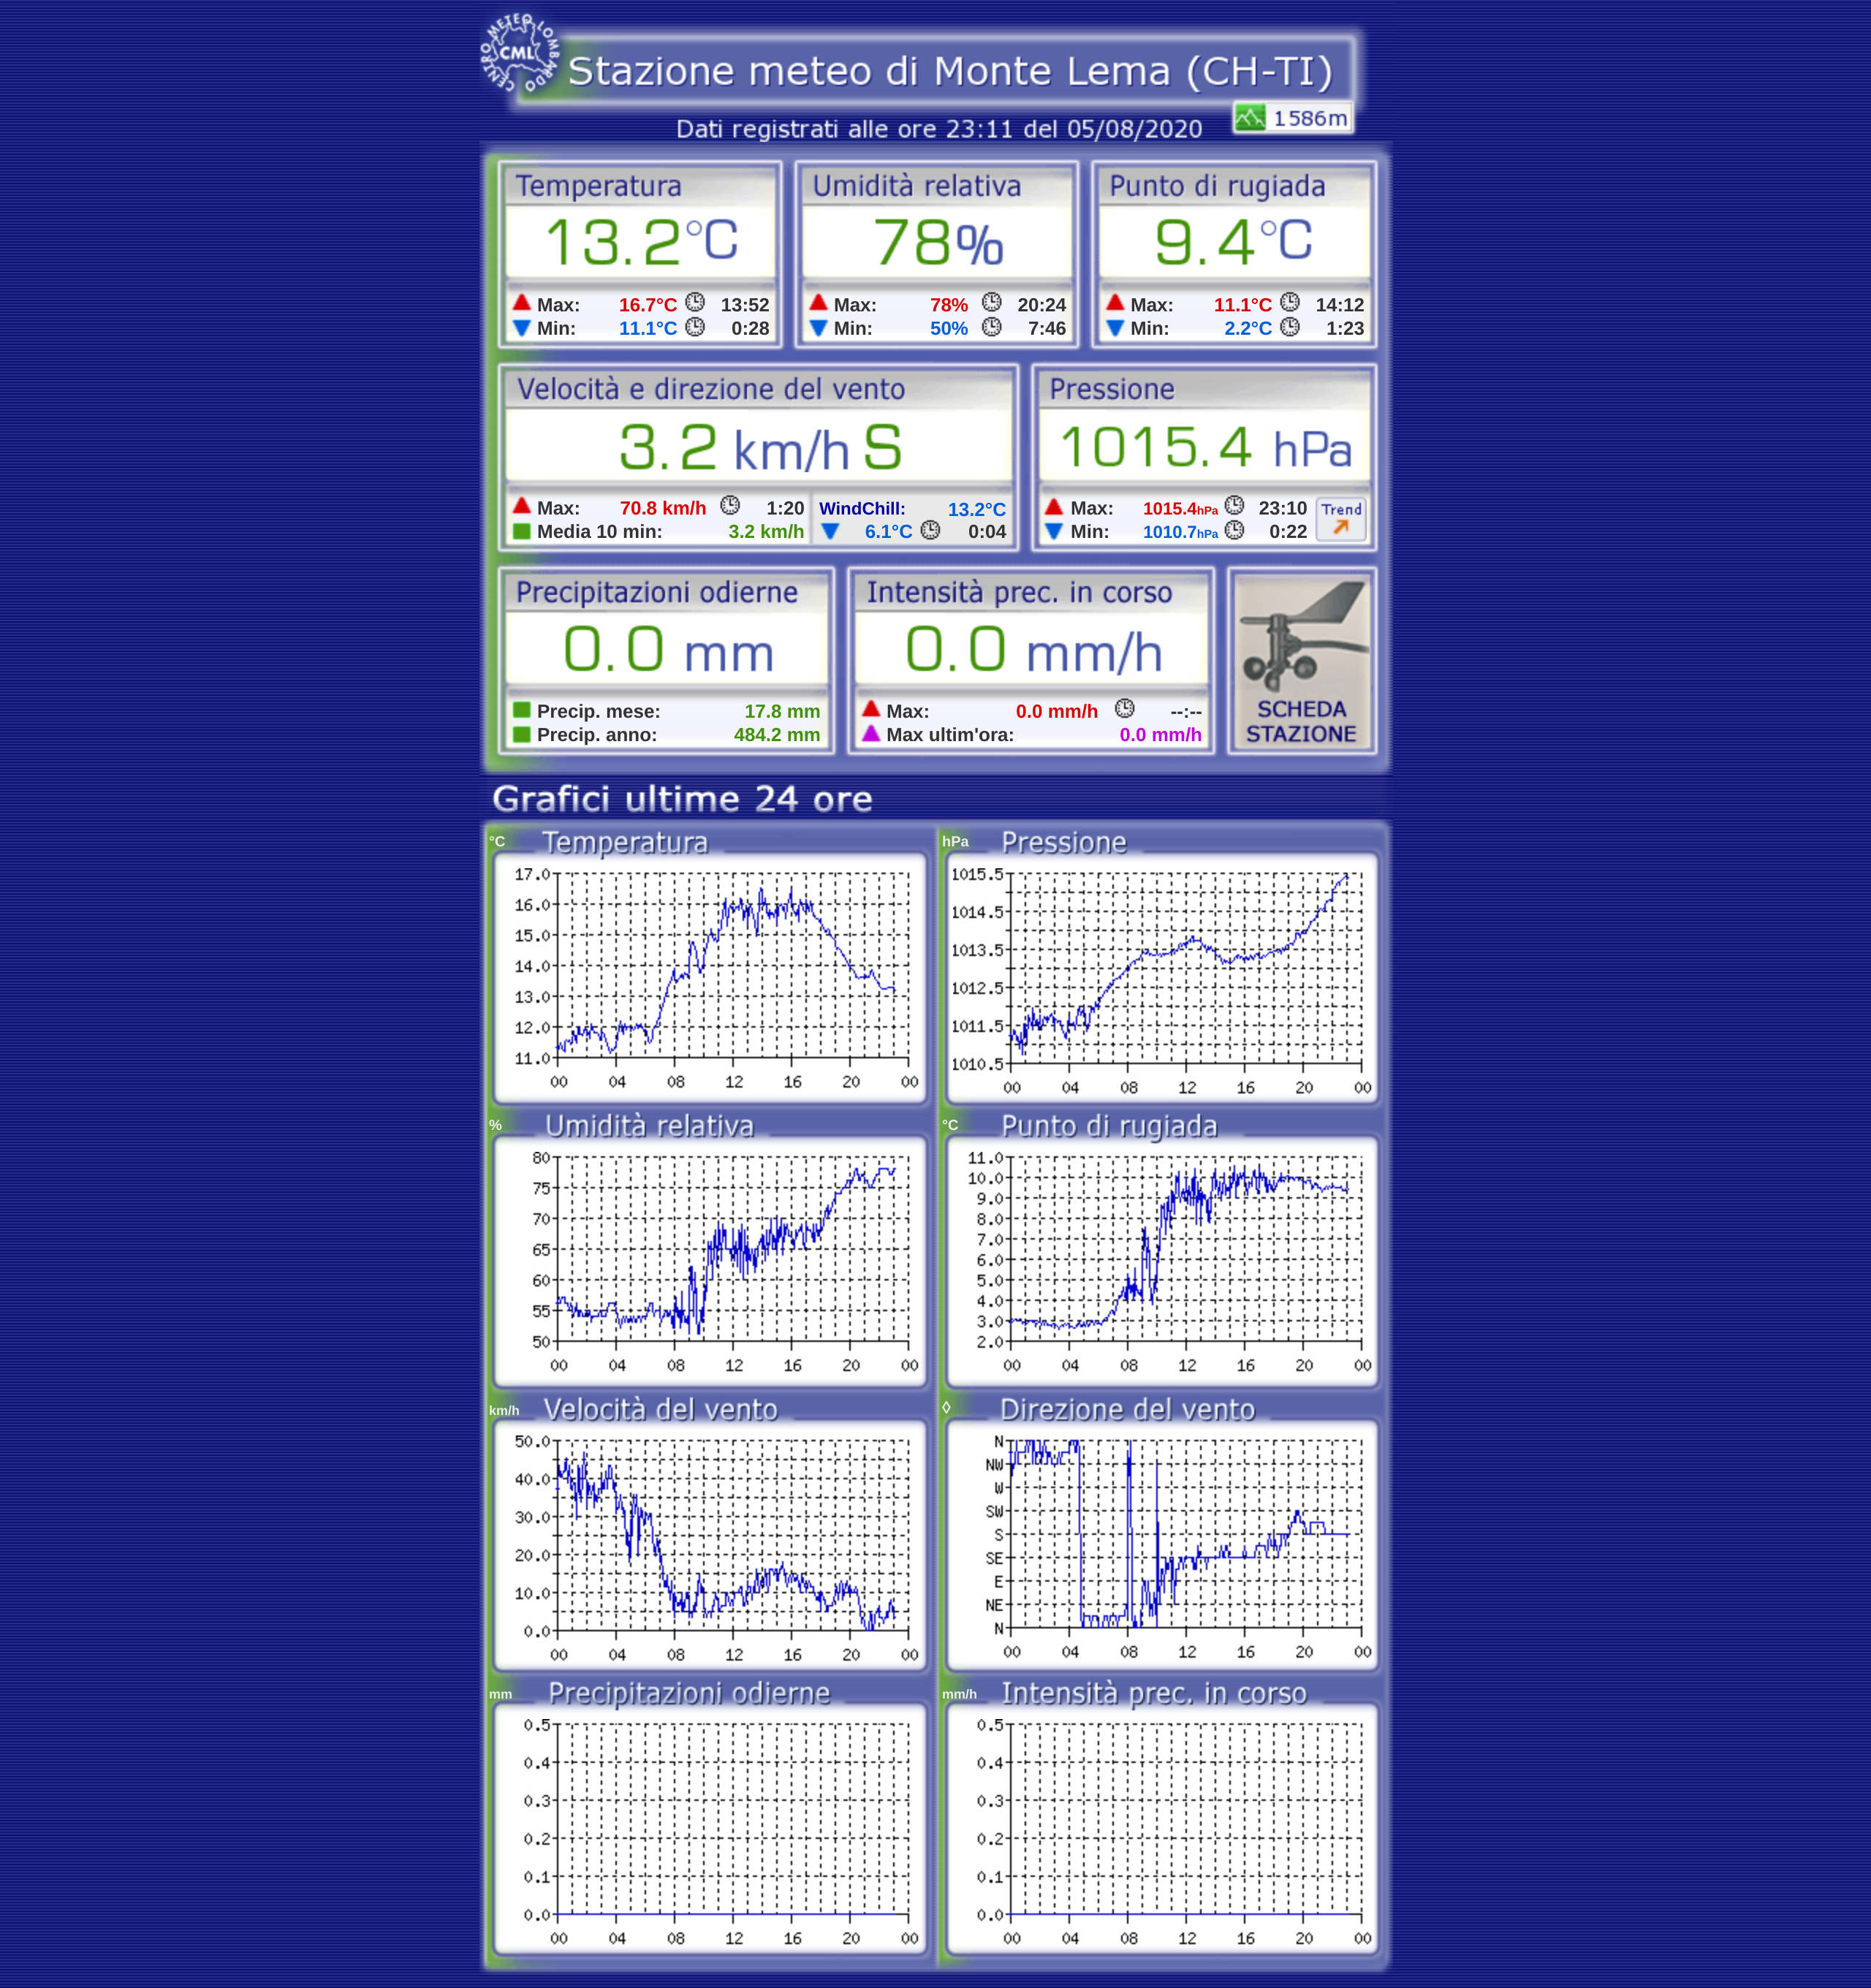 CENTRO METEO LOMBARDO
CML
Stazione meteo di Monte Lema (CH-TI)
1586m
Dati registrati alle ore 23:11 del 05/08/2020
Temperatura Umidità relativa Punto di rugiada
13.2°C 78% 9.4°C
Max: 16.7°C 13:52 Max: 78% 20:24 Max: 11.1°C 14:12
Min: 11.1°C 0:28 Min: 50% 7:46 Min: 2.2°C 1:23
Velocità e direzione del vento Pressione
3.2 km/h S 1015.4 hPa
Max: 70.8 km/h 1:20 WindChill: 13.2°C Max: 1015.4hPa 23:10 Trend
Media 10 min: 3.2 km/h 6.1°C 0:04 Min: 1010.7hPa 0:22
Precipitazioni odierne Intensità prec. in corso
0.0 mm 0.0 mm/h
Precip. mese: 17.8 mm Max: 0.0 mm/h --:-- SCHEDA
Precip. anno: 484.2 mm Max ultim'ora: 0.0 mm/h STAZIONE
Grafici ultime 24 ore
°C Temperatura
17.0
16.0
15.0
14.0
13.0
12.0
11.0
00 04 08 12 16 20 00
hPa Pressione
1015.5
1014.5
1013.5
1012.5
1011.5
1010.5
00 04 08 12 16 20 00
% Umidità relativa
80
75
70
65
60
55
50
00 04 08 12 16 20 00
°C Punto di rugiada
11.0
10.0
9.0
8.0
7.0
6.0
5.0
4.0
3.0
2.0
00 04 08 12 16 20 00
km/h Velocità del vento
50.0
40.0
30.0
20.0
10.0
0.0
00 04 08 12 16 20 00
◊ Direzione del vento
N
NW
W
SW
S
SE
E
NE
N
00 04 08 12 16 20 00
mm Precipitazioni odierne
0.5
0.4
0.3
0.2
0.1
0.0
00 04 08 12 16 20 00
mm/h Intensità prec. in corso
0.5
0.4
0.3
0.2
0.1
0.0
00 04 08 12 16 20 00